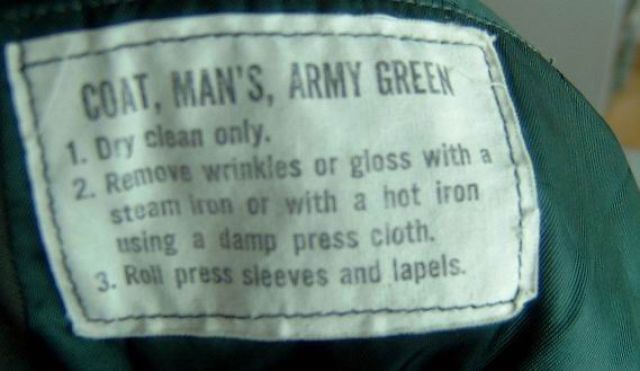 COAT, MAN'S, ARMY GREEN
1. Dry clean only.
2. Remove wrinkles or gloss with a
steam iron or with a hot iron
using a damp press cloth.
3. Roll press sleeves and lapels.